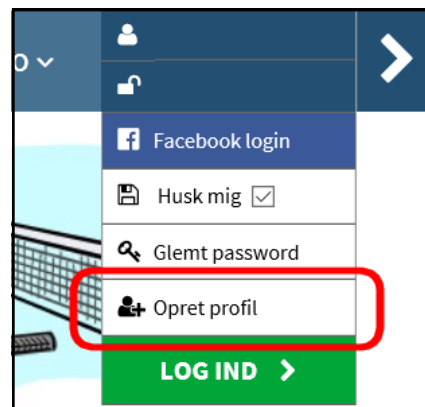 Facebook login
Husk mig
Glemt password
Opret profil
LOG IND